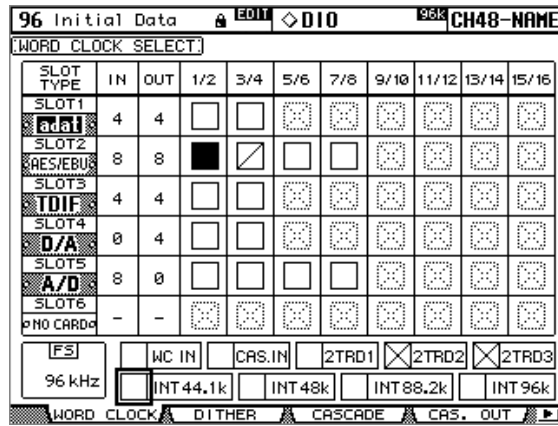 96 Initial Data EDIT ◇DIO 96k CH48-NAME
WORD CLOCK SELECT
SLOT TYPE IN OUT 1/2 3/4 5/6 7/8 9/10 11/12 13/14 15/16
SLOT1 adat 4 4
SLOT2 AES/EBU 8 8
SLOT3 TDIF 4 4
SLOT4 D/A 0 4
SLOT5 A/D 8 0
SLOT6 NO CARD - -
FS WC IN CAS.IN 2TRD1 2TRD2 2TRD3
96 kHz INT44.1k INT48k INT88.2k INT96k
WORD CLOCK DITHER CASCADE CAS. OUT